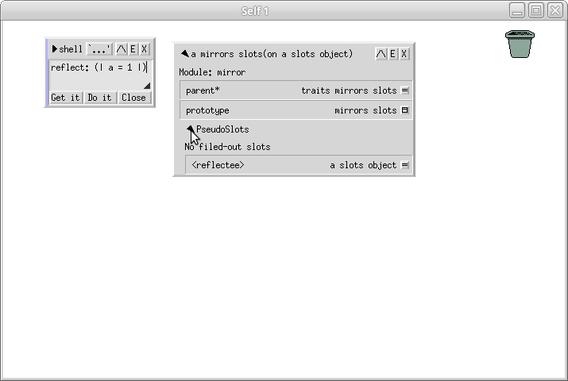 Self 1
shell '...' E X
reflect: (| a = 1 |)
Get it Do it Close
a mirrors slots(on a slots object) E X
Module: mirror
parent* traits mirrors slots
prototype mirrors slots
PseudoSlots
No filed-out slots
<reflectee> a slots object